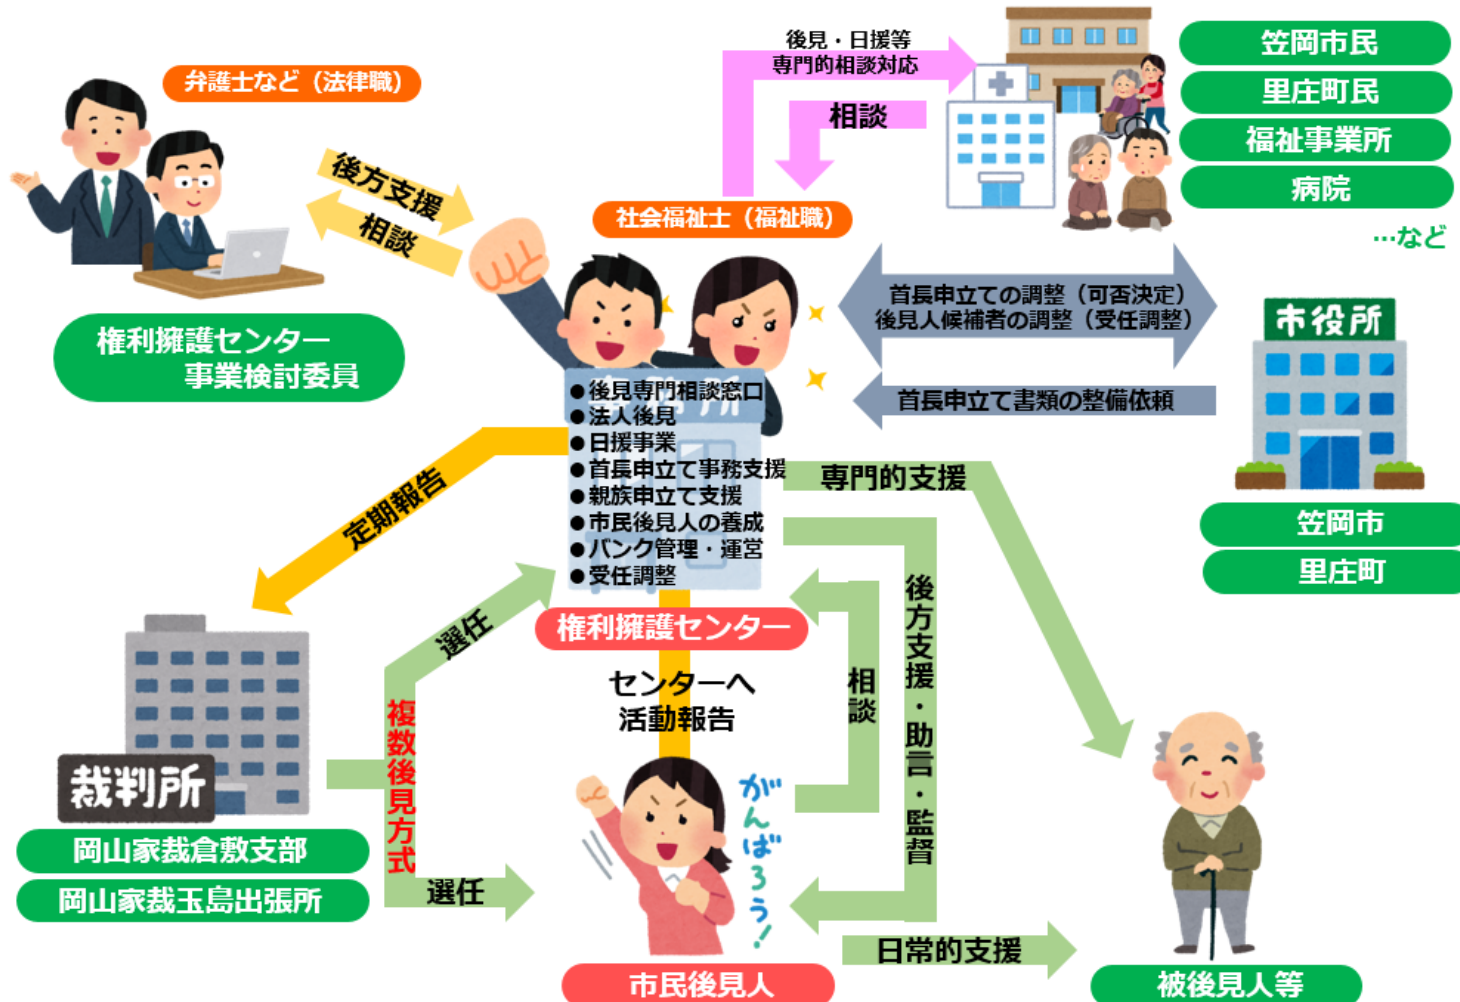 弁護士など（法律職）
後方支援
相談
権利擁護センター
事業検討委員
後見・日援等
専門的相談対応
相談
社会福祉士（福祉職）
笠岡市民
里庄町民
福祉事業所
病院
…など
首長申立ての調整（可否決定）
後見人候補者の調整（受任調整）
首長申立て書類の整備依頼
市役所
笠岡市
里庄町
●後見専門相談窓口
●法人後見
●日援事業
●首長申立て事務支援
●親族申立て支援
●市民後見人の養成
●バンク管理・運営
●受任調整
権利擁護センター
定期報告
専門的支援
後方支援・助言・監督
相談
選任
複数後見方式
選任
センターへ
活動報告
裁判所
岡山家裁倉敷支部
岡山家裁玉島出張所
がんばろう！
市民後見人
日常的支援
被後見人等